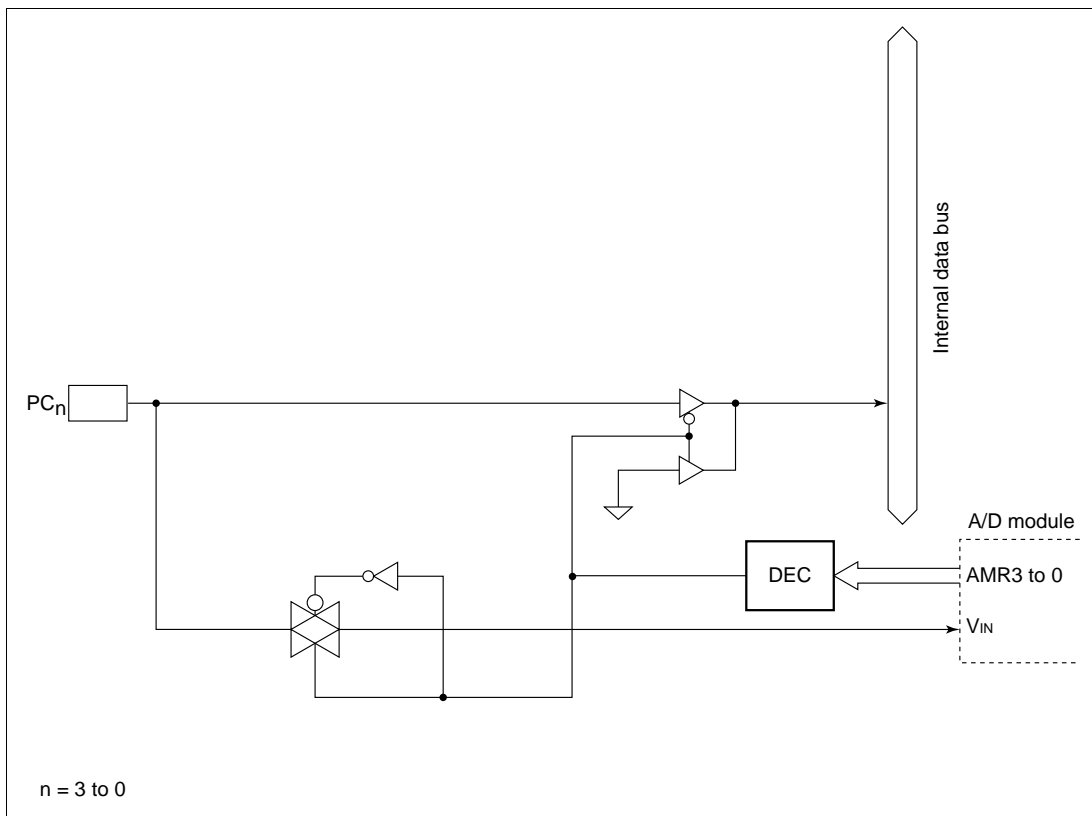 Internal data bus
PCn
A/D module
DEC
AMR3 to 0
VIN
n = 3 to 0